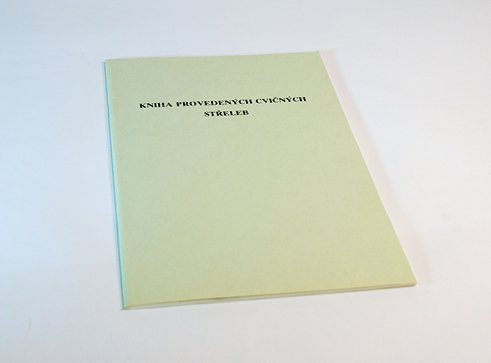 KNIHA PROVEDENÝCH CVIČNÝCH
STŘELEB